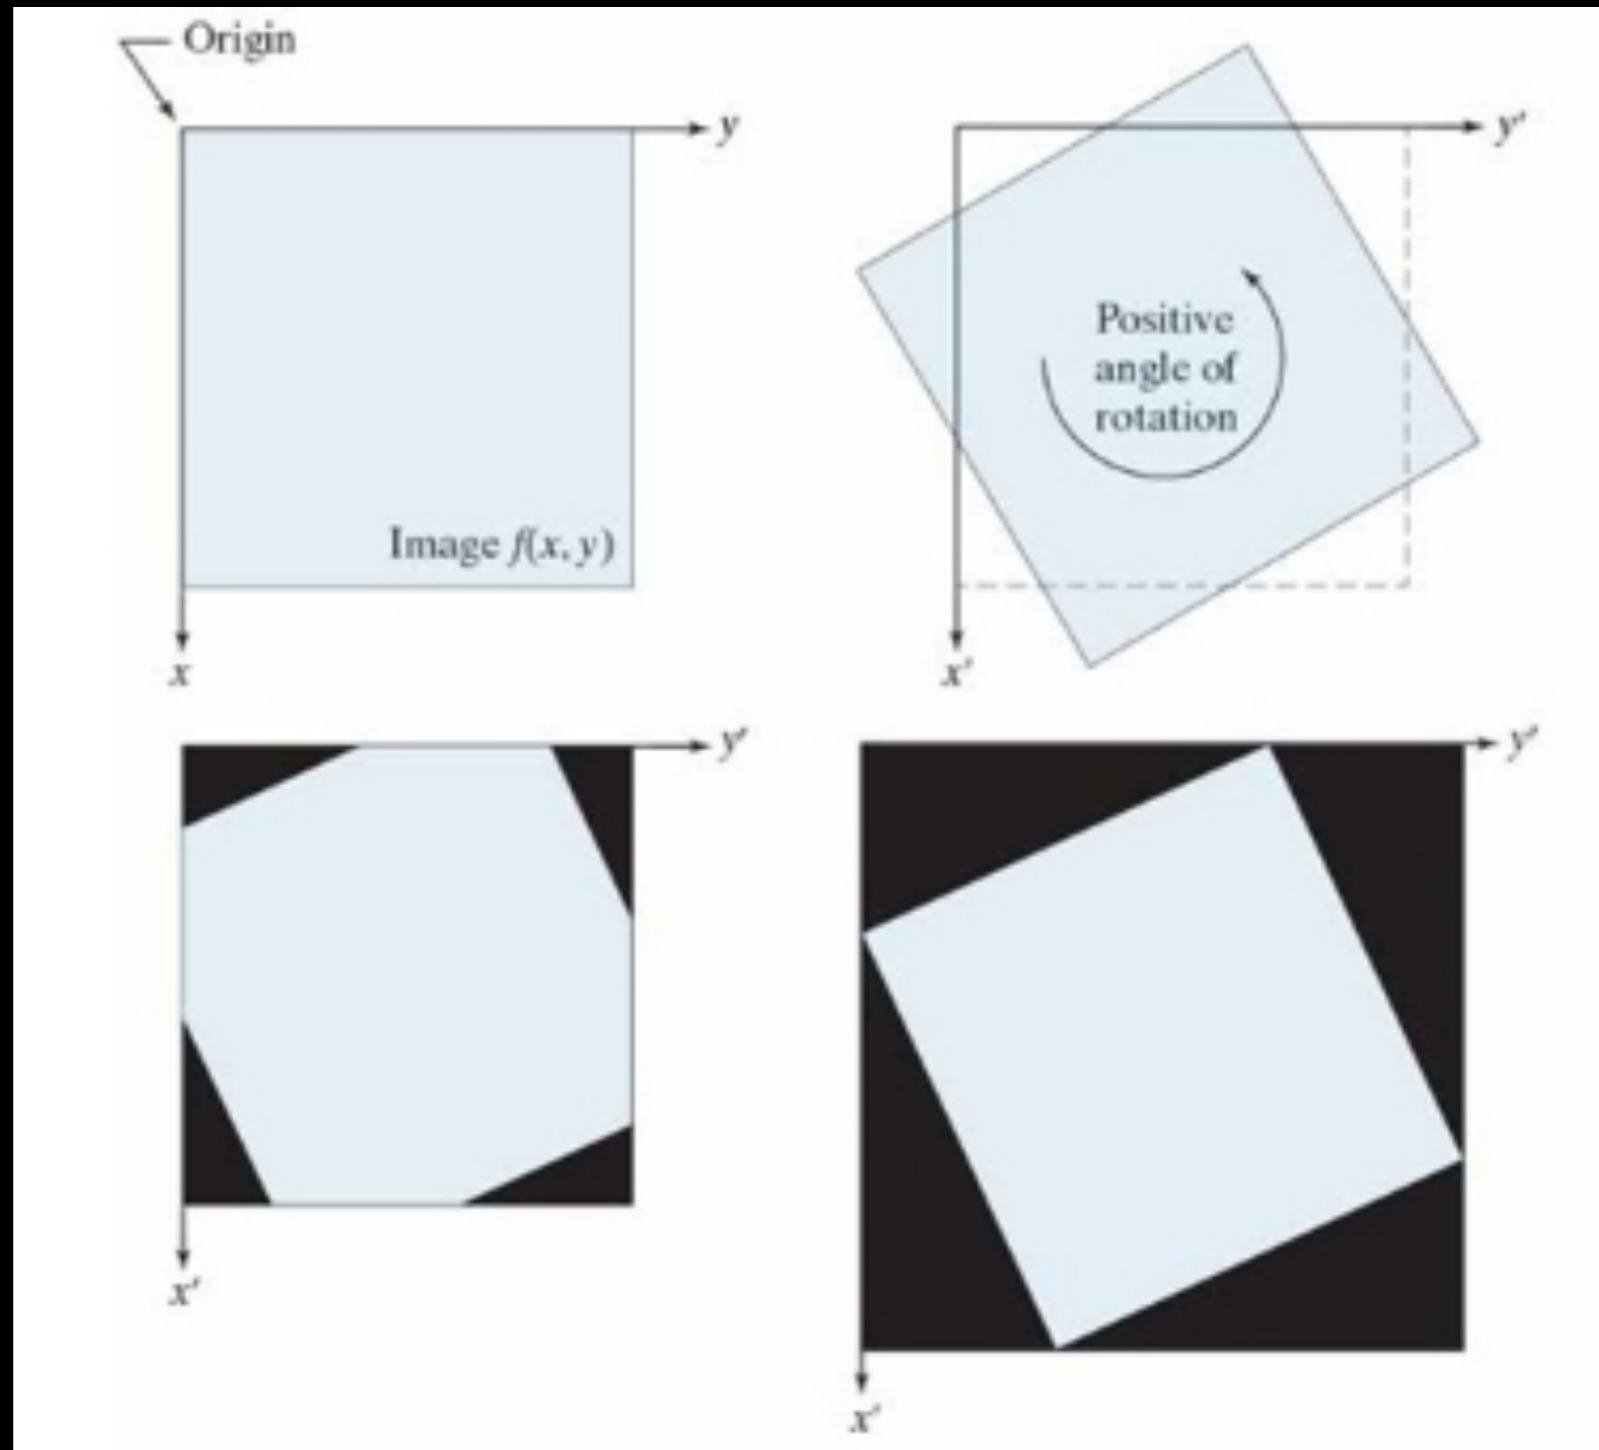 Origin
y
y'
Positive
angle of
rotation
Image f(x, y)
x
x'
y'
y'
x'
x'